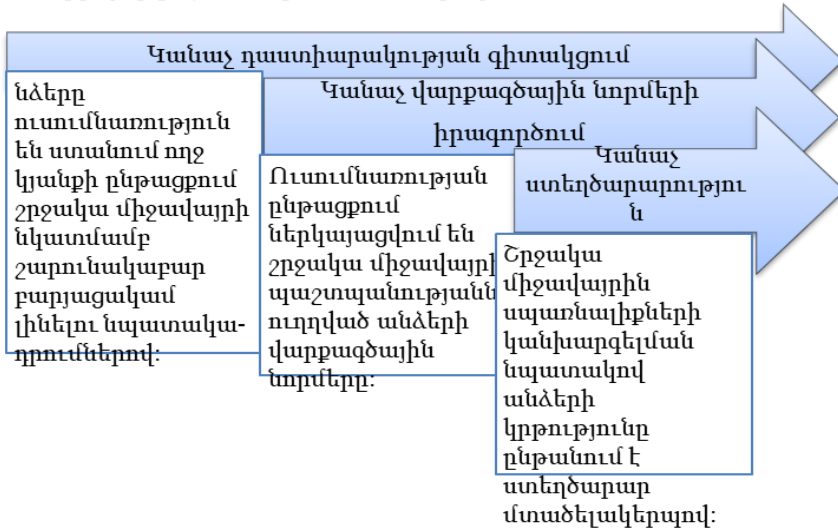 Կանաչ դաստիարակության գիտակցում
նձերը
ուսումնառություն
են ստանում ողջ
կյանքի ընթացքում
շրջակա միջավայրի
նկատմամբ
շարունակաբար
բարյացակամ
լինելու նպատակա-
դրումներով։
Կանաչ վարքագծային նորմերի
իրագործում
Ուսումնառության
ընթացքում
ներկայացվում են
շրջակա միջավայրի
պաշտպանությանն
ուղղված անձերի
վարքագծային
նորմերը։
Կանաչ
ստեղծարարությու
ն
Շրջակա
միջավայրին
սպառնալիքների
կանխարգելման
նպատակով
անձերի
կրթությունը
ընթանում է
ստեղծարար
մտածելակերպով։